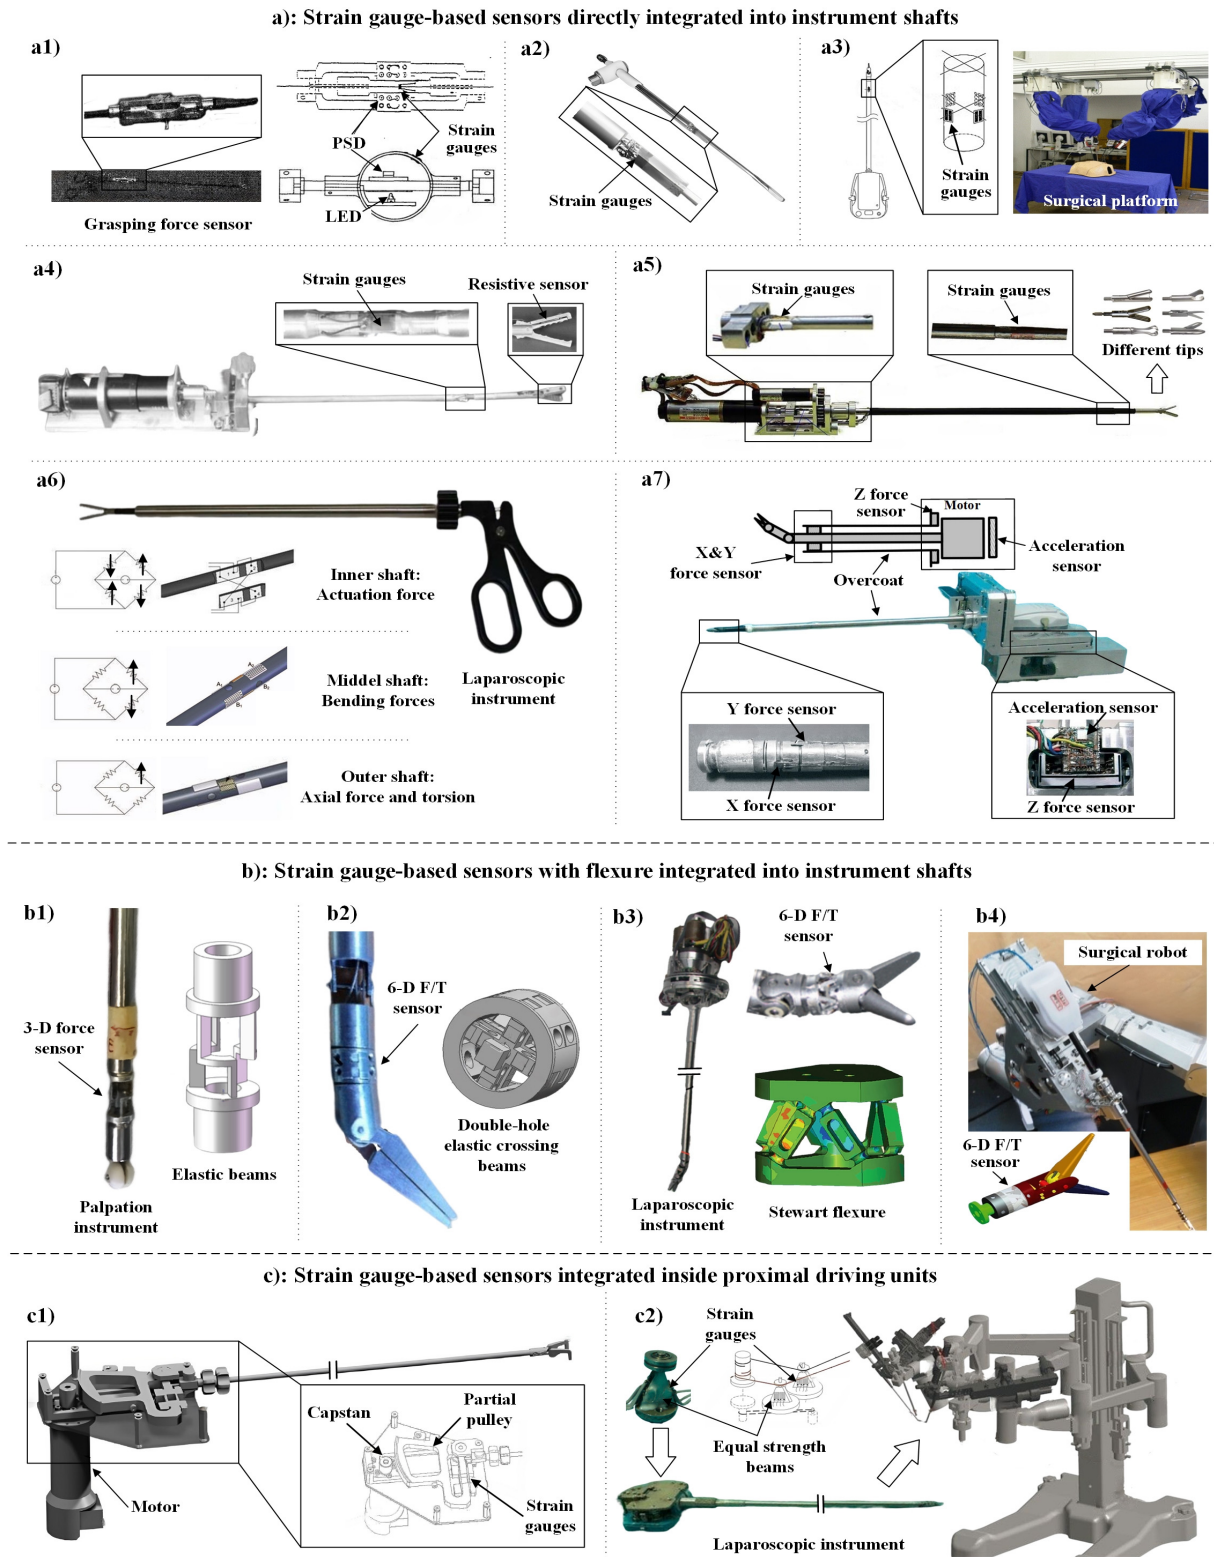 a): Strain gauge-based sensors directly integrated into instrument shafts
a1)
PSD
Strain
gauges
LED
Grasping force sensor
a2)
Strain gauges
a3)
Strain
gauges
Surgical platform
a4)
Strain gauges
Resistive sensor
a5)
Strain gauges
Strain gauges
Different tips
a6)
Inner shaft:
Actuation force
Middel shaft:
Bending forces
Outer shaft:
Axial force and torsion
Laparoscopic
instrument
a7)
Z force
sensor
Motor
X&Y
force sensor
Overcoat
Acceleration
sensor
Y force sensor
X force sensor
Acceleration sensor
Z force sensor
b): Strain gauge-based sensors with flexure integrated into instrument shafts
b1)
3-D force
sensor
Elastic beams
Palpation
instrument
b2)
6-D F/T
sensor
Double-hole
elastic crossing
beams
b3)
6-D F/T
sensor
Laparoscopic
instrument
Stewart flexure
b4)
Surgical robot
6-D F/T
sensor
c): Strain gauge-based sensors integrated inside proximal driving units
c1)
Capstan
Partial
pulley
Motor
Strain
gauges
c2)
Strain
gauges
Equal strength
beams
Laparoscopic instrument